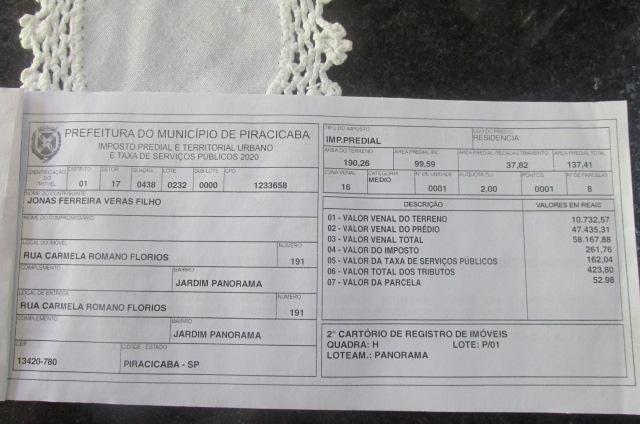 PREFEITURA DO MUNICÍPIO DE PIRACICABA
IMPOSTO PREDIAL E TERRITORIAL URBANO
E TAXA DE SERVIÇOS PÚBLICOS 2020
IDENTIFICAÇÃO DO IMÓVEL
DISTRITO SETOR QUADRA LOTE SUB-LOTE CPD
01 17 0438 0232 0000 1233658
NOME DO CONTRIBUINTE
JONAS FERREIRA VERAS FILHO
NOME DO COMPROMISSÁRIO
LOCAL DO IMÓVEL NÚMERO
RUA CARMELA ROMANO FLORIOS 191
COMPLEMENTO BAIRRO
JARDIM PANORAMA
LOCAL DE ENTREGA NÚMERO
RUA CARMELA ROMANO FLORIOS 191
COMPLEMENTO BAIRRO
JARDIM PANORAMA
CEP CIDADE - ESTADO
13420-780 PIRACICABA - SP
TIPO DO IMPOSTO USO DO PRÉDIO
IMP.PREDIAL RESIDENCIA
ÁREA DO TERRENO ÁREA PREDIAL INC. ÁREA PREDIAL P/ ÁREA PREDIAL TOTAL
190,26 99,59 37,82 137,41
ZONA VENAL CATEGORIA Nº DE UNIDADE ALÍQUOTA (%) PONTOS Nº DE PARCELAS
16 MEDIO 0001 2,00 0001 8
DESCRIÇÃO VALORES EM REAIS
01 - VALOR VENAL DO TERRENO 10.732,57
02 - VALOR VENAL DO PRÉDIO 47.435,31
03 - VALOR VENAL TOTAL 58.167,88
04 - VALOR DO IMPOSTO 261,76
05 - VALOR DA TAXA DE SERVIÇOS PÚBLICOS 162,04
06 - VALOR TOTAL DOS TRIBUTOS 423,80
07 - VALOR DA PARCELA 52,98
2º CARTÓRIO DE REGISTRO DE IMÓVEIS
QUADRA: H LOTE: P/01
LOTEAM.: PANORAMA